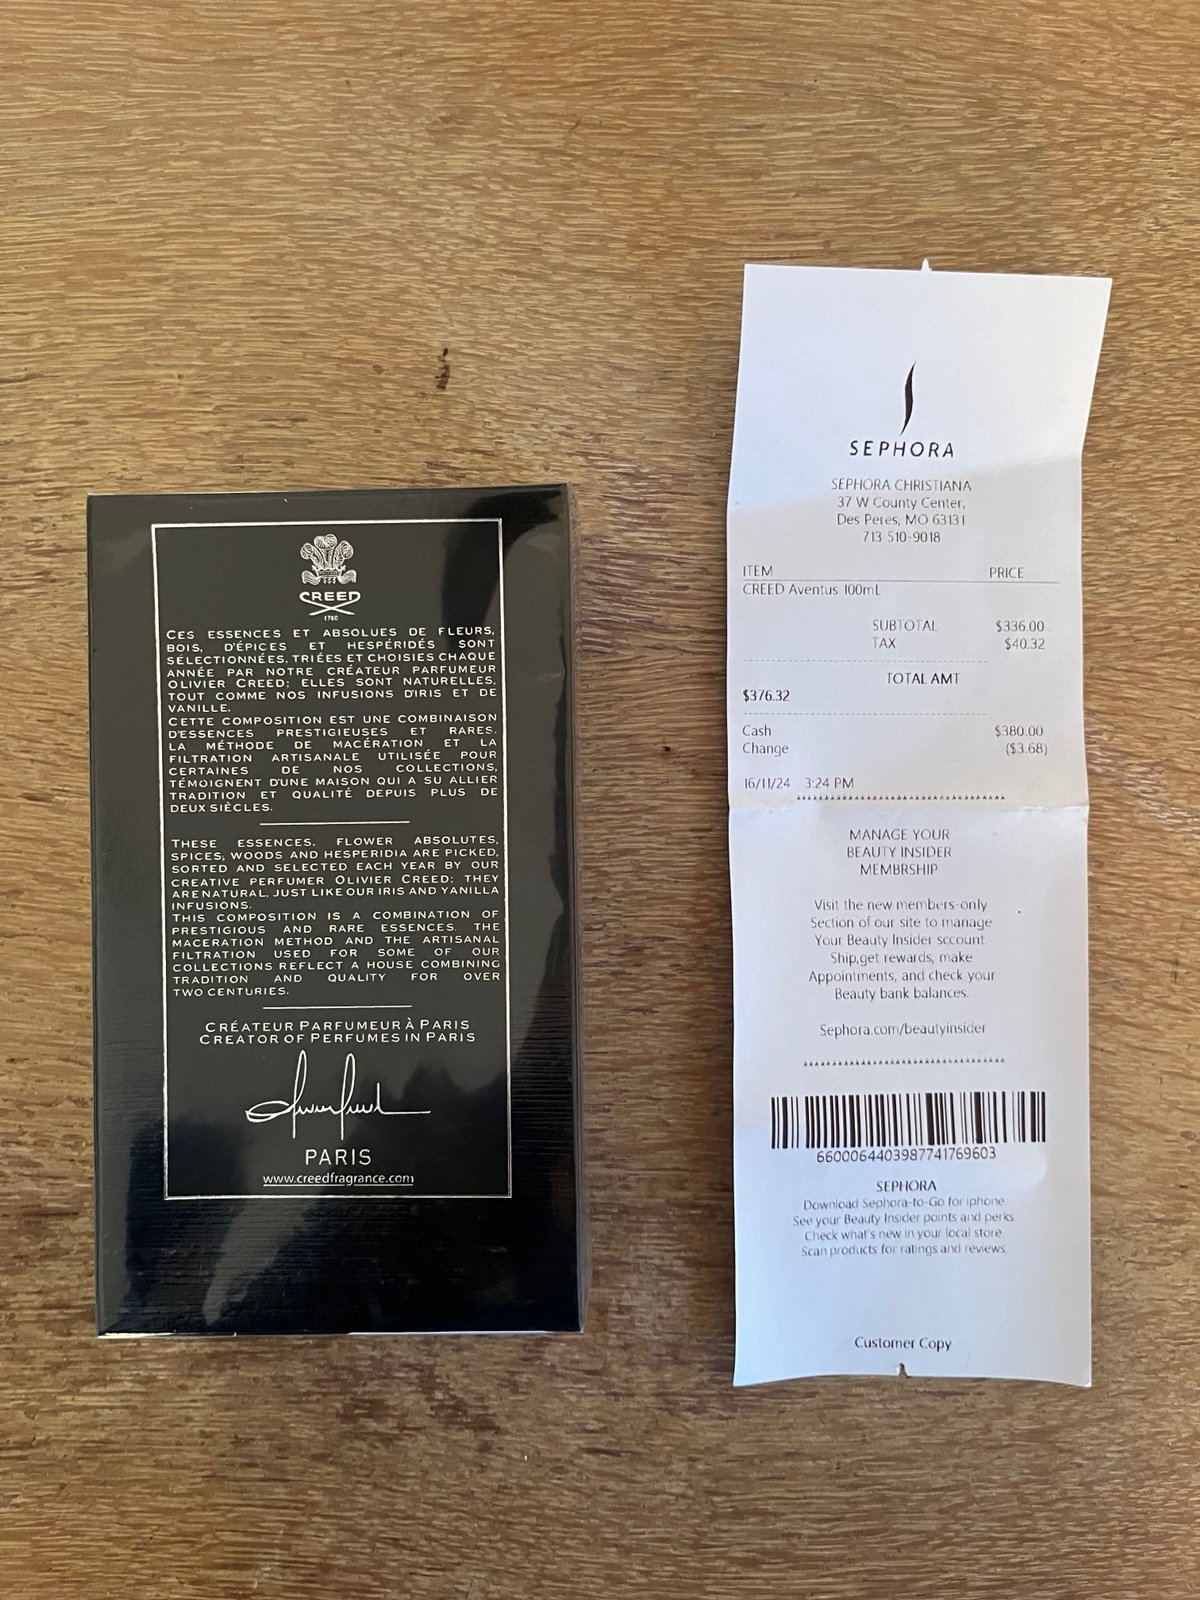 CREED
1760
CES ESSENCES ET ABSOLUES DE FLEURS,
BOIS, D'ÉPICES ET HESPÉRIDÉS SONT
SÉLECTIONNÉES, TRIÉES ET CHOISIES CHAQUE
ANNÉE PAR NOTRE CRÉATEUR PARFUMEUR
OLIVIER CREED; ELLES SONT NATURELLES,
TOUT COMME NOS INFUSIONS D'IRIS ET DE
VANILLE.
CETTE COMPOSITION EST UNE COMBINAISON
D'ESSENCES PRESTIGIEUSES ET RARES.
LA MÉTHODE DE MACÉRATION ET LA
FILTRATION ARTISANALE UTILISÉE POUR
CERTAINES DE NOS COLLECTIONS,
TÉMOIGNENT D'UNE MAISON QUI A SU ALLIER
TRADITION ET QUALITÉ DEPUIS PLUS DE
DEUX SIÈCLES.
THESE ESSENCES, FLOWER ABSOLUTES,
SPICES, WOODS AND HESPERIDIA ARE PICKED,
SORTED AND SELECTED EACH YEAR BY OUR
CREATIVE PERFUMER OLIVIER CREED; THEY
ARE NATURAL, JUST LIKE OUR IRIS AND VANILLA
INFUSIONS.
THIS COMPOSITION IS A COMBINATION OF
PRESTIGIOUS AND RARE ESSENCES. THE
MACERATION METHOD AND THE ARTISANAL
FILTRATION USED FOR SOME OF OUR
COLLECTIONS REFLECT A HOUSE COMBINING
TRADITION AND QUALITY FOR OVER
TWO CENTURIES.
CRÉATEUR PARFUMEUR À PARIS
CREATOR OF PERFUMES IN PARIS
PARIS
www.creedfragrance.com
SEPHORA
SEPHORA CHRISTIANA
37 W County Center,
Des Peres, MO 63131
713 510-9018
ITEM PRICE
CREED Aventus 100mL
SUBTOTAL $336.00
TAX $40.32
TOTAL AMT
$376.32
Cash $380.00
Change ($3.68)
16/11/24 3:24 PM
***********************************
MANAGE YOUR
BEAUTY INSIDER
MEMBRSHIP
Visit the new members-only
Section of our site to manage
Your Beauty Insider sccount.
Ship,get rewards, make
Appointments, and check your
Beauty bank balances.
Sephora.com/beautyinsider
***********************************
6600064403987741769603
SEPHORA
Download Sephora-to-Go for iphone
See your Beauty Insider points and perks
Check what's new in your local store
Scan products for ratings and reviews
Customer Copy